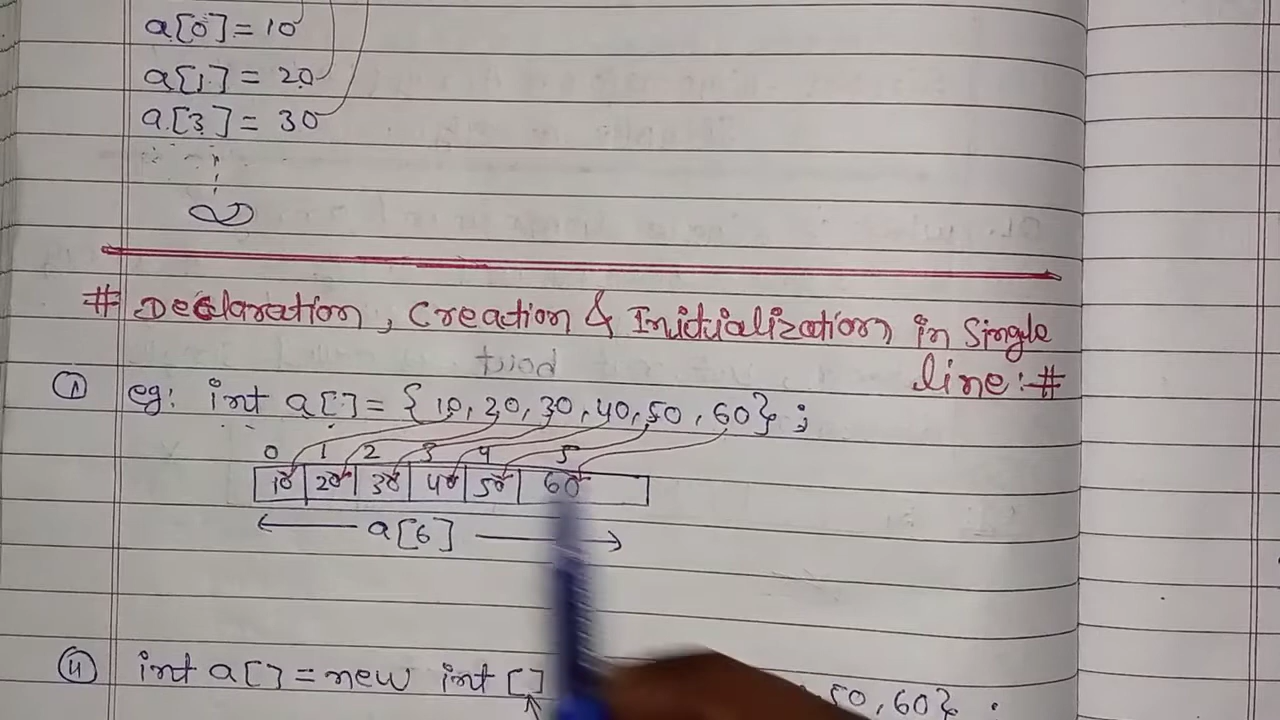 a[0] = 10
a[1] = 20
a[3] = 30
# Declaration, Creation & Initialization in Single
line:- #
① eg: int a[] = {10, 20, 30, 40, 50, 60} ;
0 1 2 3 4 5
10 20 30 40 50 60
a[6]
② int a[] = new int [] 50, 60} ;